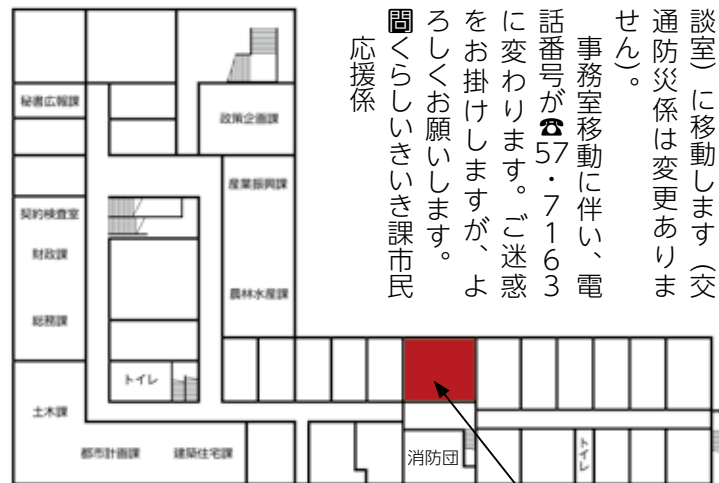 談室）に移動します（交
通防災係は変更ありま
せん）。
事務室移動に伴い、電
話番号が☎57・7163
に変わります。ご迷惑
をお掛けしますが、よ
ろしくお願いします。
問くらしいきいき課市民
応援係
秘書広報課
政策企画課
産業振興課
契約検査室
財政課
農林水産課
総務課
トイレ
土木課
都市計画課
建築住宅課
消防団
トイレ